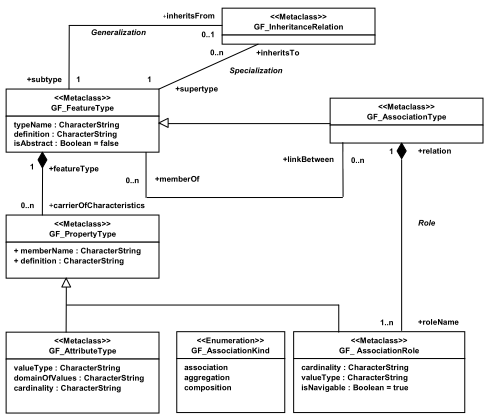 +inheritsFrom
<<Metaclass>>
GF_InheritanceRelation
Generalization
0..1
0..n
+inheritsTo
Specialization
+subtype
1
1
+supertype
<<Metaclass>>
GF_FeatureType
typeName : CharacterString
definition : CharacterString
isAbstract : Boolean = false
<<Metaclass>>
GF_AssociationType
1
+featureType
+linkBetween
0..n
1
+relation
0..n
+memberOf
0..n
+carrierOfCharacteristics
<<Metaclass>>
GF_PropertyType
+ memberName : CharacterString
+ definition : CharacterString
Role
1..n
+roleName
<<Metaclass>>
GF_AttributeType
valueType : CharacterString
domainOfValues : CharacterString
cardinality : CharacterString
<<Enumeration>>
GF_AssociationKind
association
aggregation
composition
<<Metaclass>>
GF_ AssociationRole
cardinality : CharacterString
valueType : CharacterString
isNavigable : Boolean = true